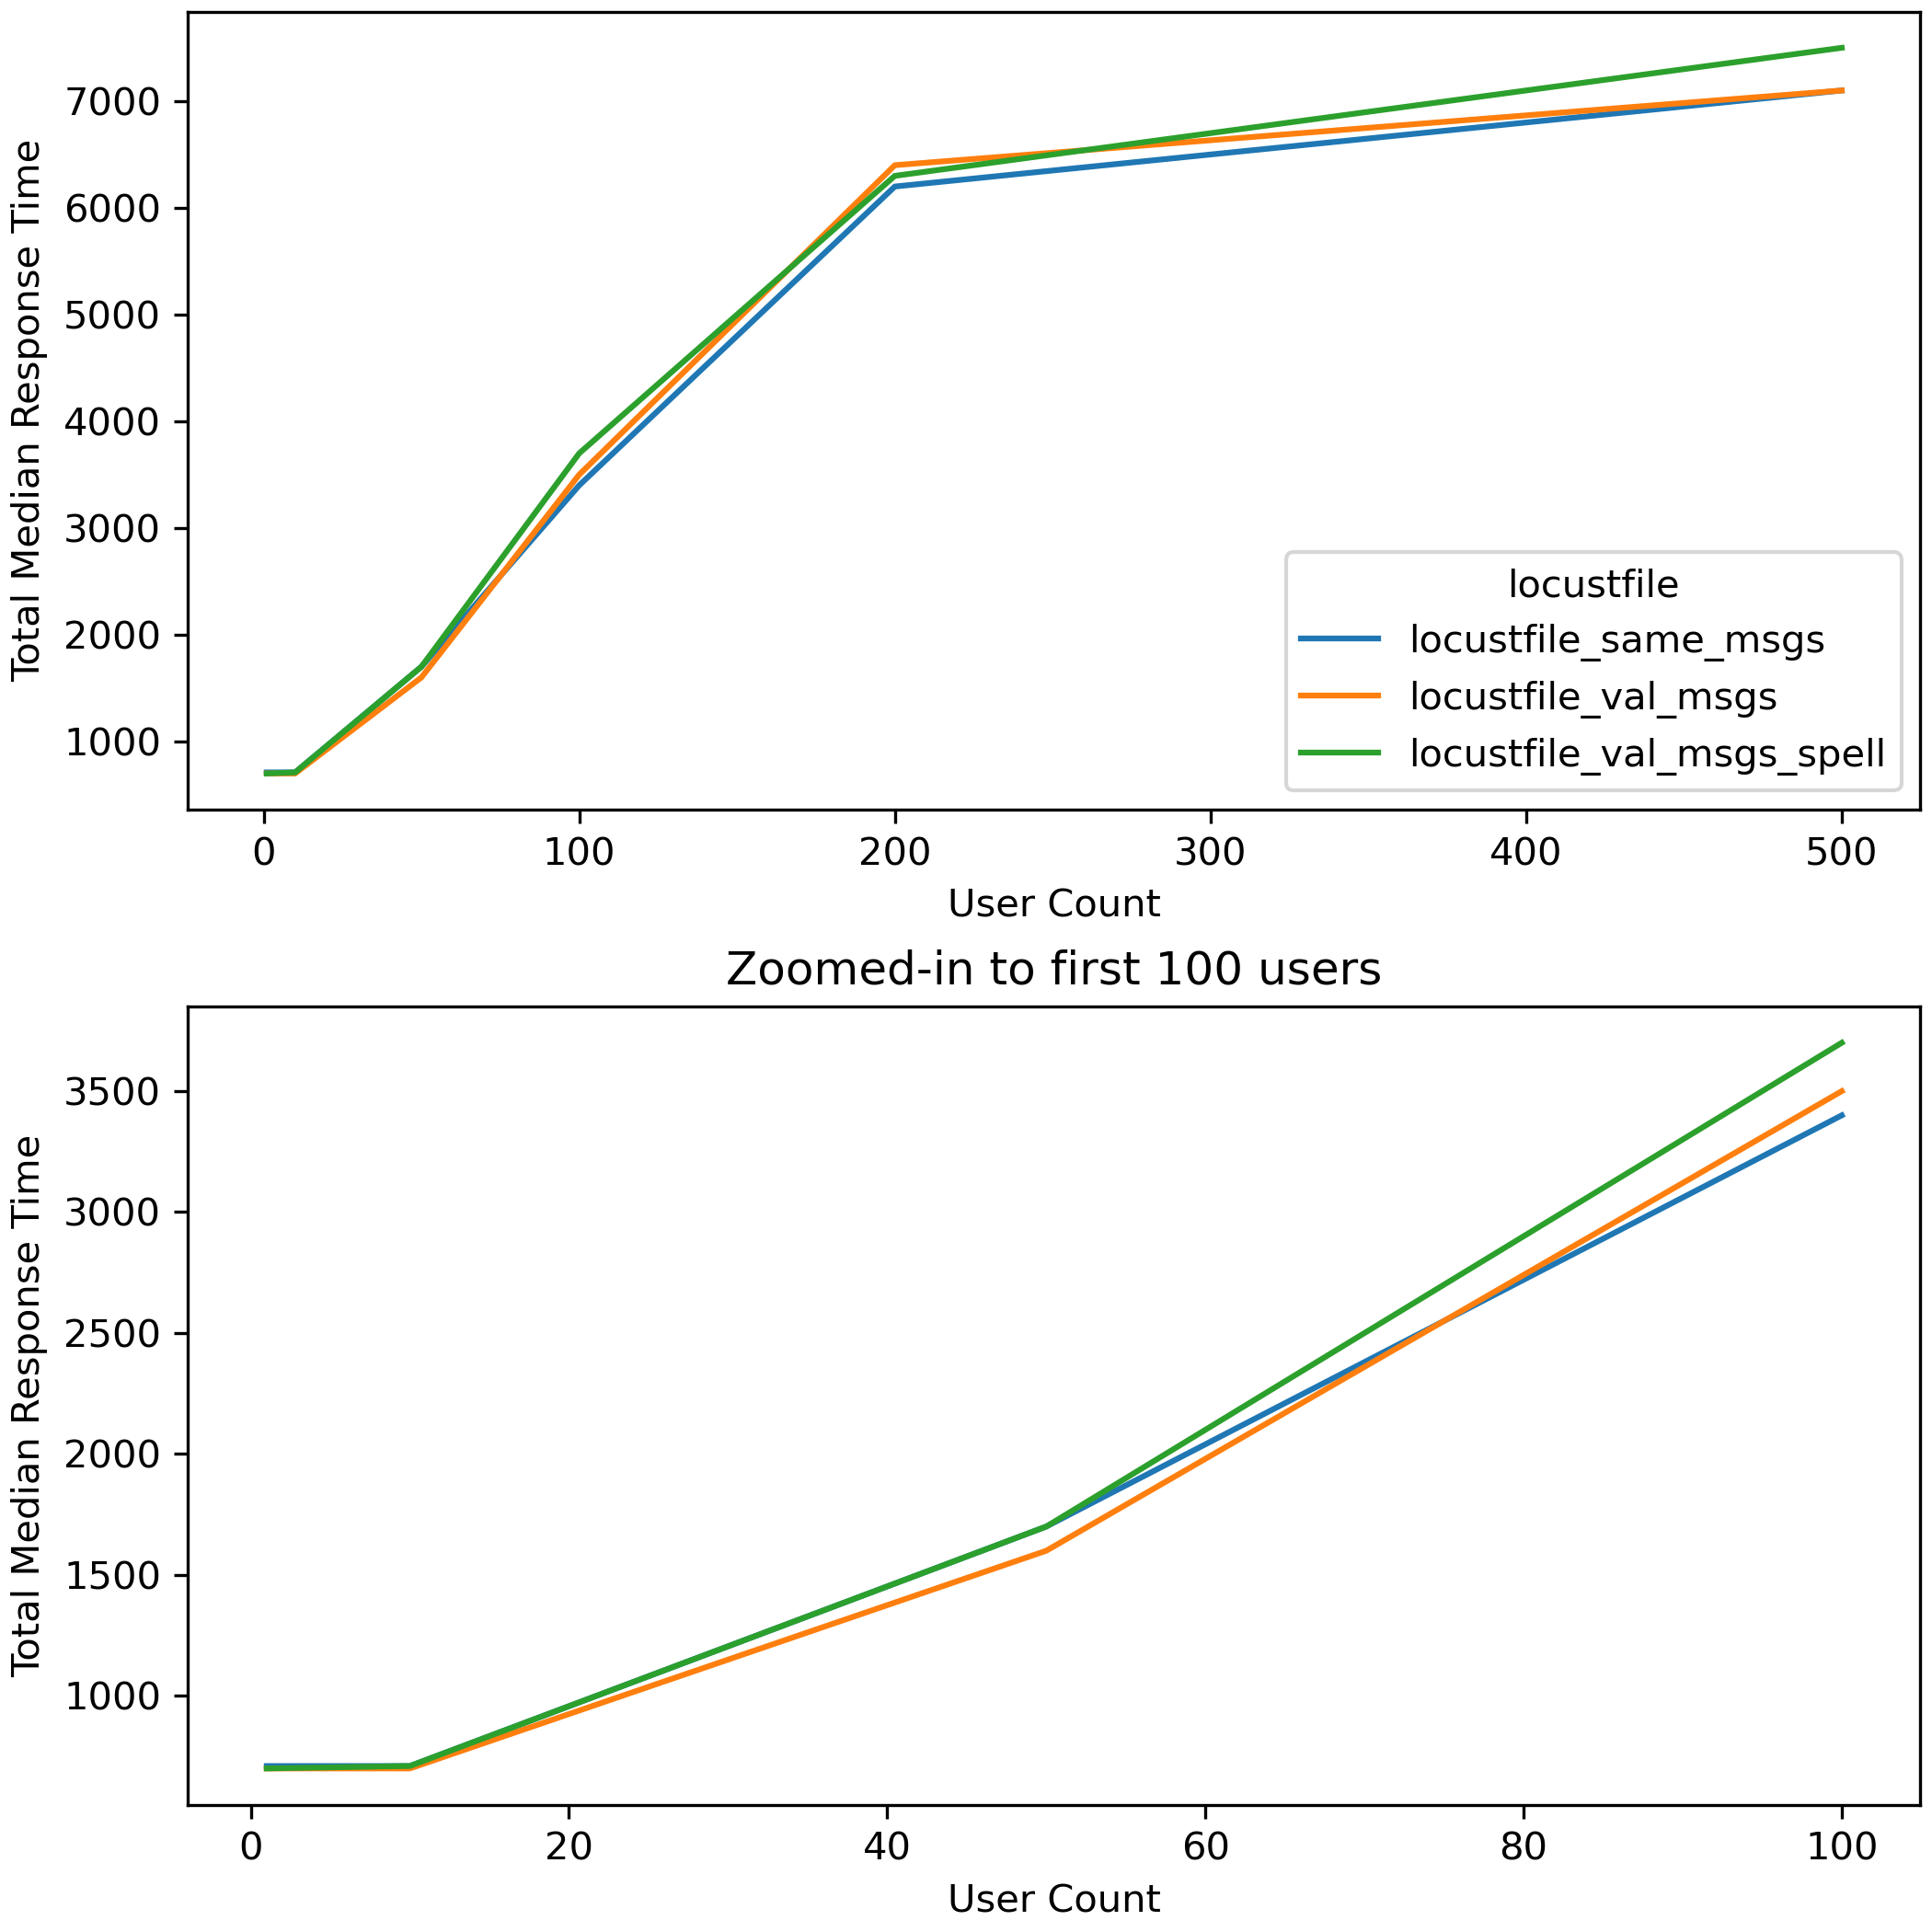 Total Median Response Time
7000
6000
5000
4000
3000
2000
1000
locustfile
locustfile_same_msgs
locustfile_val_msgs
locustfile_val_msgs_spell
0 100 200 300 400 500
User Count
Zoomed-in to first 100 users
Total Median Response Time
3500
3000
2500
2000
1500
1000
0 20 40 60 80 100
User Count